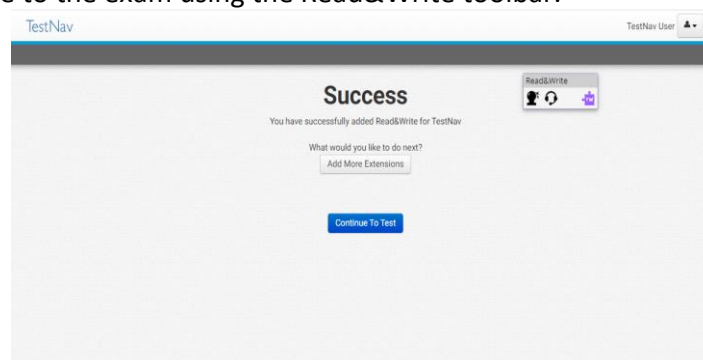 to the exam using the Read&Write toolbar.
TestNav
TestNav User
Read&Write
Success
You have successfully added Read&Write for TestNav
What would you like to do next?
Add More Extensions
Continue To Test